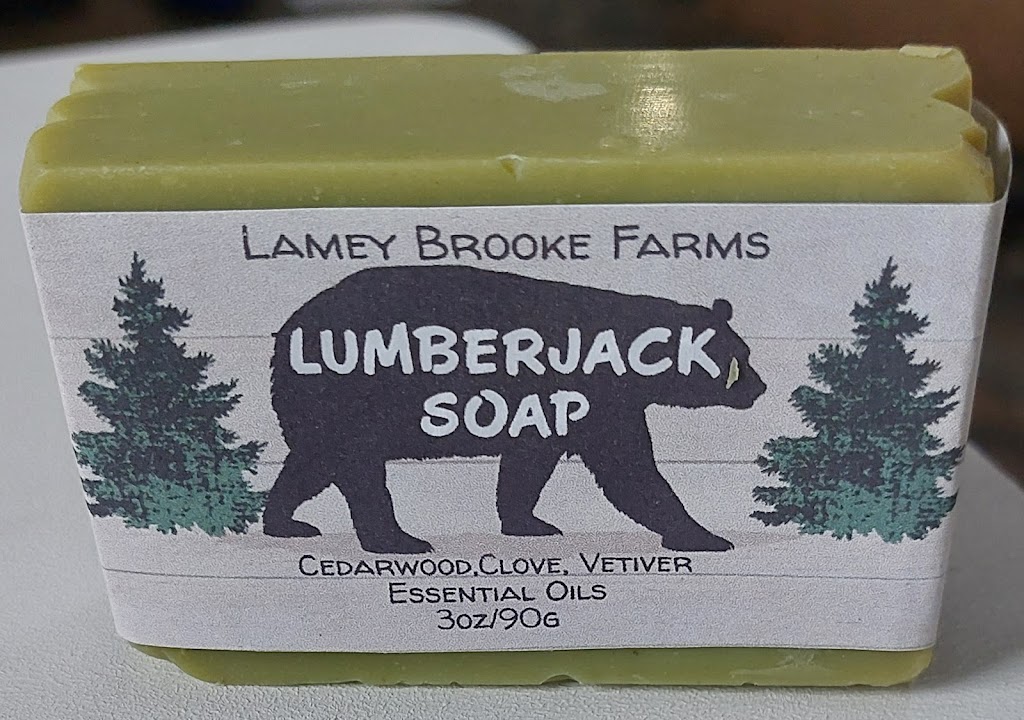 LAMEY BROOKE FARMS
LUMBERJACK
SOAP
CEDARWOOD,CLOVE, VETIVER
ESSENTIAL OILS
3OZ/90G